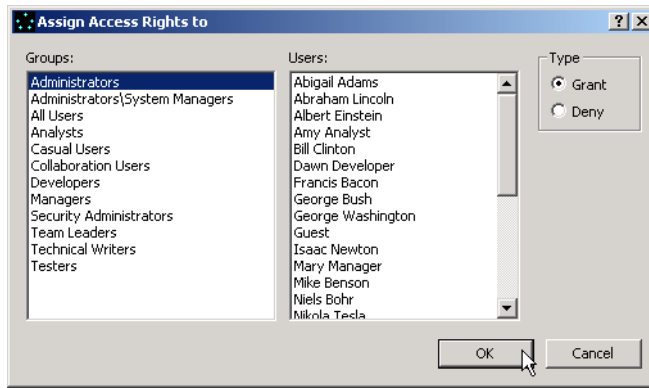 Assign Access Rights to
Groups:
Administrators
Administrators\System Managers
All Users
Analysts
Casual Users
Collaboration Users
Developers
Managers
Security Administrators
Team Leaders
Technical Writers
Testers
Users:
Abigail Adams
Abraham Lincoln
Albert Einstein
Amy Analyst
Bill Clinton
Dawn Developer
Francis Bacon
George Bush
George Washington
Guest
Isaac Newton
Mary Manager
Mike Benson
Niels Bohr
Nikola Tesla
Type
Grant
Deny
OK
Cancel